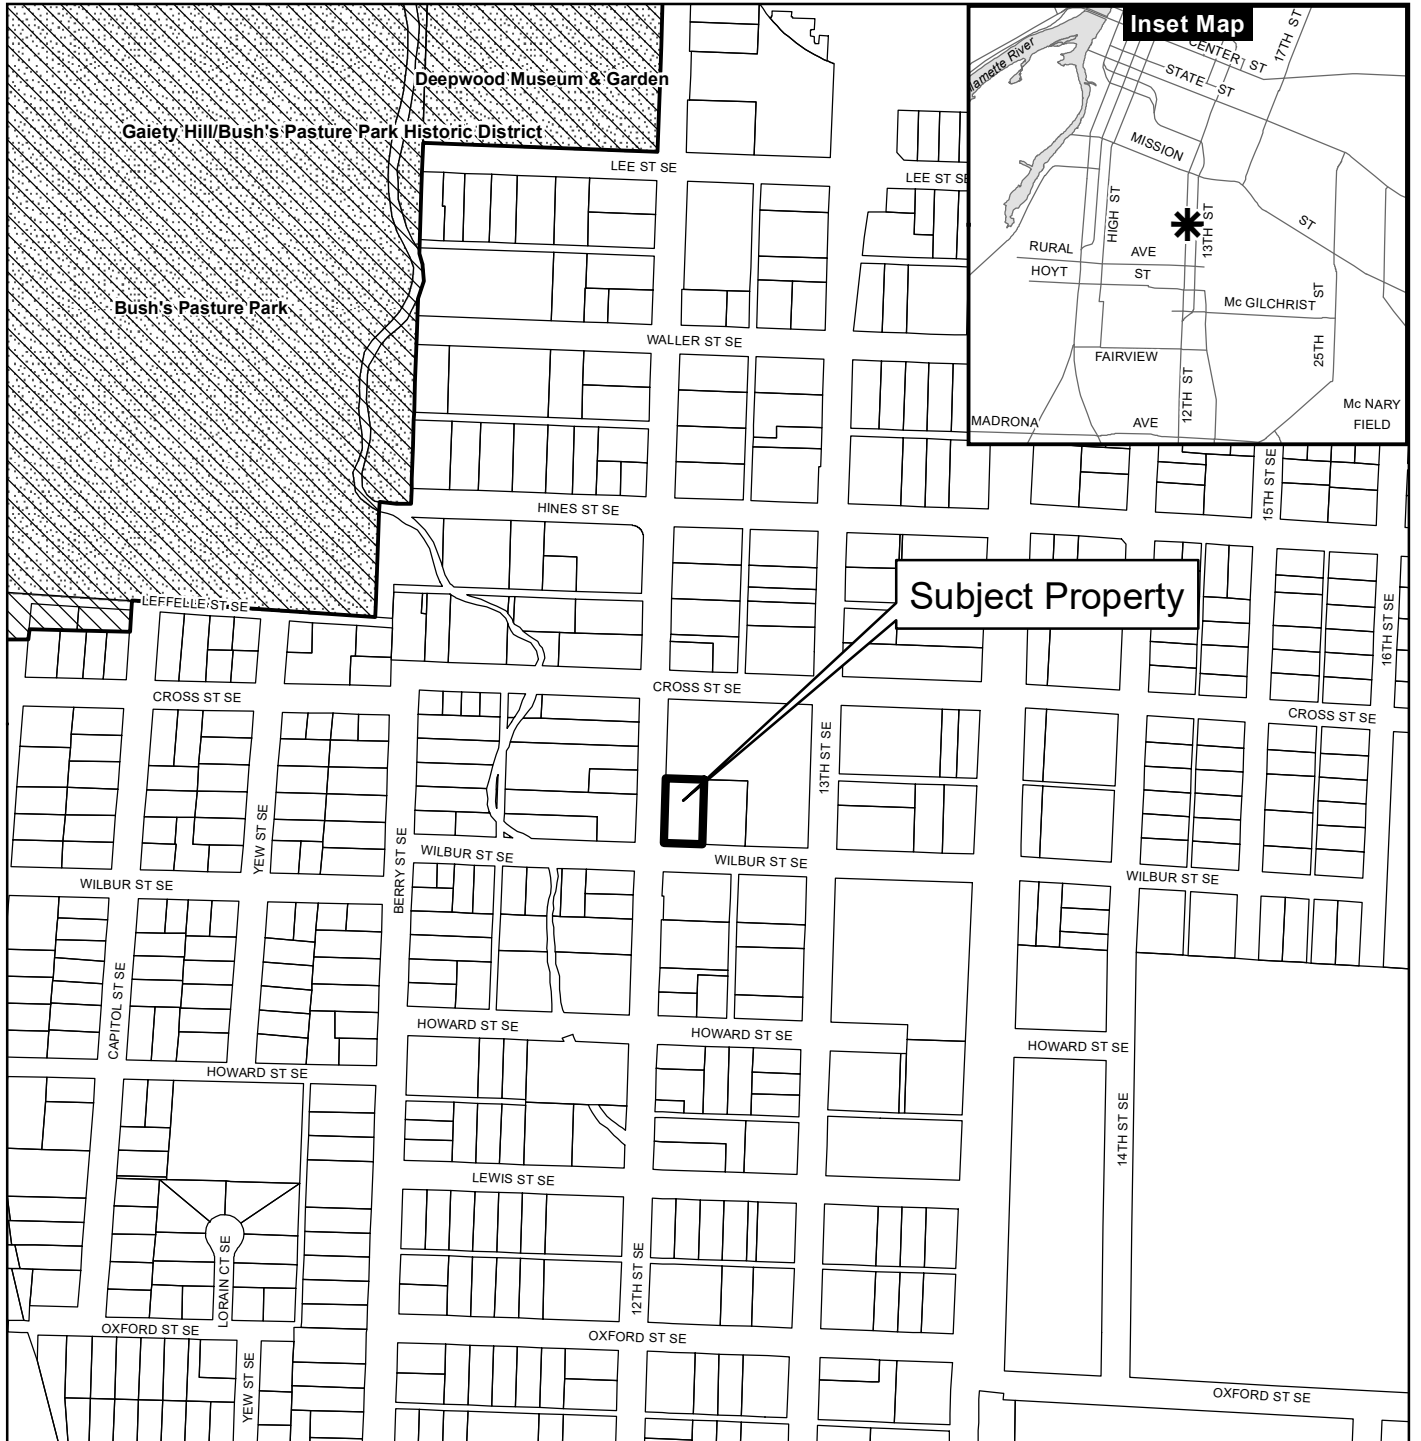 Inset Map
Willamette River
CENTER ST
17TH ST
STATE ST
MISSION
ST
HIGH ST
13TH ST
RURAL AVE
HOYT ST
Mc GILCHRIST ST
25TH
FAIRVIEW
12TH ST
Mc NARY
FIELD
MADRONA AVE
Deepwood Museum & Garden
Gaiety Hill/Bush's Pasture Park Historic District
LEE ST SE
LEE ST SE
Bush's Pasture Park
WALLER ST SE
HINES ST SE
15TH ST SE
Subject Property
LEFFELLE ST SE
16TH ST SE
CROSS ST SE
CROSS ST SE
CROSS ST SE
13TH ST SE
YEW ST SE
BERRY ST SE
WILBUR ST SE
WILBUR ST SE
WILBUR ST SE
WILBUR ST SE
CAPITOL ST SE
HOWARD ST SE
HOWARD ST SE
HOWARD ST SE
HOWARD ST SE
14TH ST SE
LEWIS ST SE
LORAIN CT SE
12TH ST SE
OXFORD ST SE
OXFORD ST SE
YEW ST SE
OXFORD ST SE